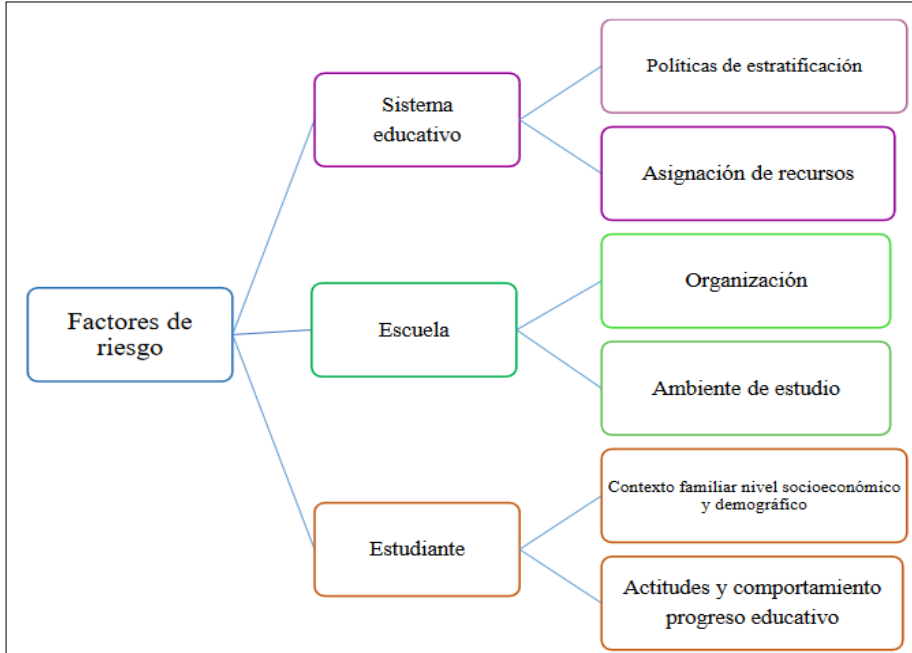 Factores de
riesgo
Sistema
educativo
Políticas de estratificación
Asignación de recursos
Escuela
Organización
Ambiente de estudio
Estudiante
Contexto familiar nivel socioeconómico
y demográfico
Actitudes y comportamiento
progreso educativo